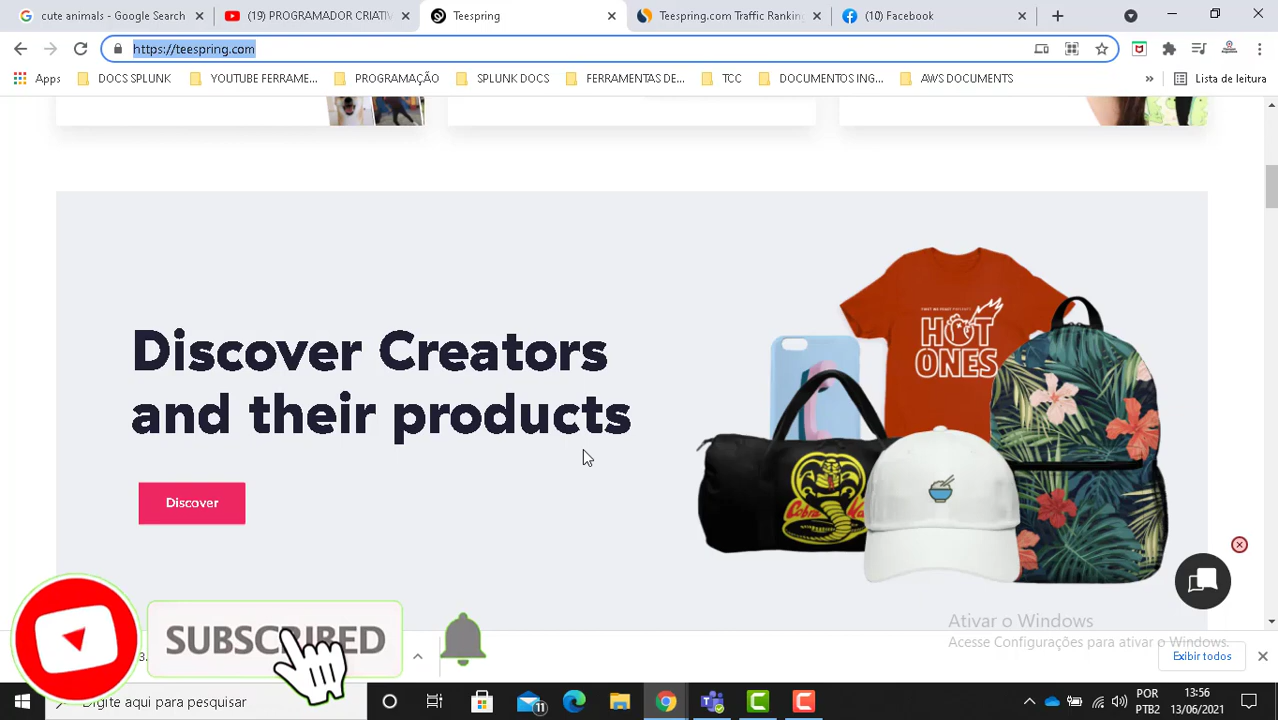 cute animals - Google Search
(19) PROGRAMADOR CRIATIV
Teespring
Teespring.com Traffic Ranking
(10) Facebook
https://teespring.com
Apps
DOCS SPLUNK
YOUTUBE FERRAME...
PROGRAMAÇÃO
SPLUNK DOCS
FERRAMENTAS DE...
TCC
DOCUMENTOS ING...
AWS DOCUMENTS
»
Lista de leitura
Discover Creators
and their products
Discover
HOT
ONES
SUBSCRIBED
3.
Ativar o Windows
Acesse Configurações para ativar o Windows.
Exibir todos
Digite aqui para pesquisar
11
POR
PTB2
13:56
13/06/2021